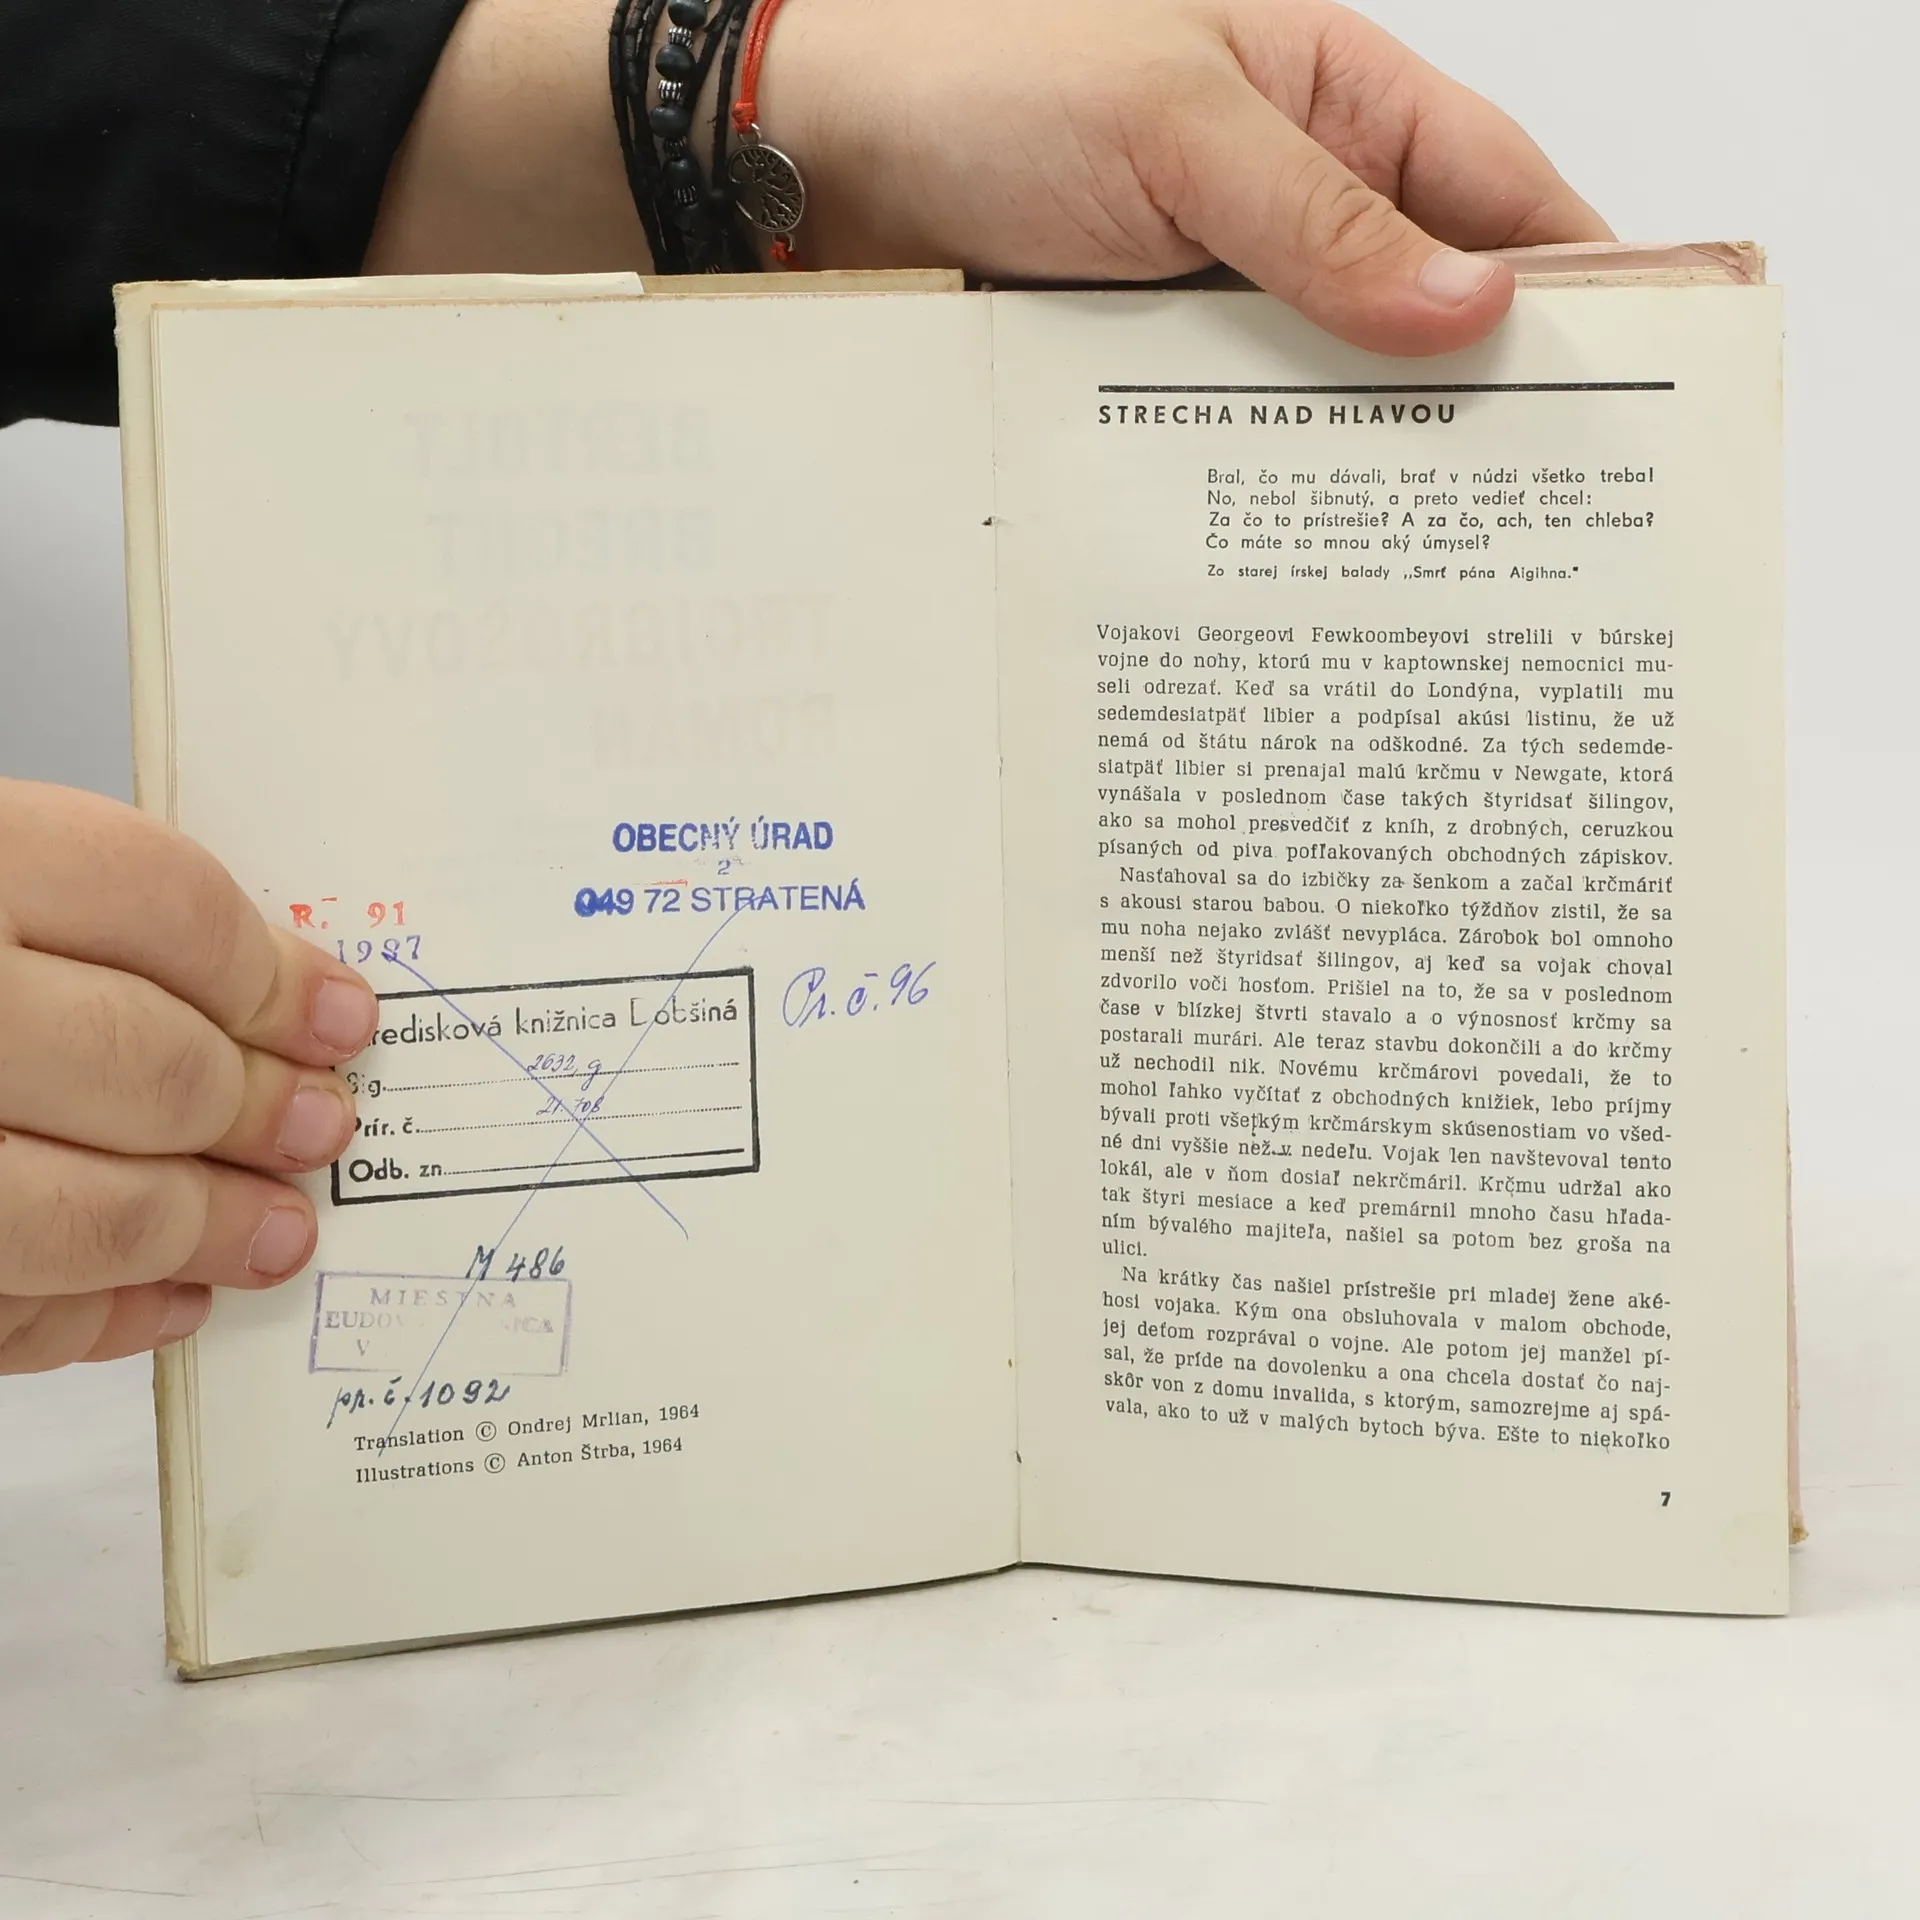 OBECNÝ ÚRAD
2
049 72 STRATENÁ
R. 91
1987
Pr. č. 96
redisková knižnica Dobšiná
Sig. 2632, g
Prír. č. 21.708
Odb. zn.
M 486
MIESTNA
V
pr. č. 1092
Translation © Ondrej Mrlian, 1964
Illustrations © Anton Štrba, 1964
STRECHA NAD HLAVOU
Bral, čo mu dávali, brať v núdzi všetko treba!
No, nebol šibnutý, a preto vedieť chcel:
Za čo to prístrešie? A za čo, ach, ten chleba?
Čo máte so mnou aký úmysel?
Zo starej írskej balady „Smrť pána Aigihna."
Vojakovi Georgeovi Fewkoombeyovi strelili v búrskej
vojne do nohy, ktorú mu v kaptownskej nemocnici mu-
seli odrezať. Keď sa vrátil do Londýna, vyplatili mu
sedemdesiatpäť libier a podpísal akúsi listinu, že už
nemá od štátu nárok na odškodné. Za tých sedemde-
siatpäť libier si prenajal malú krčmu v Newgate, ktorá
vynášala v poslednom čase takých štyridsať šilingov,
ako sa mohol presvedčiť z kníh, z drobných, ceruzkou
písaných od piva pofľakovaných obchodných zápiskov.
Nasťahoval sa do izbičky za šenkom a začal krčmáriť
s akousi starou babou. O niekoľko týždňov zistil, že sa
mu noha nejako zvlášť nevypláca. Zárobok bol omnoho
menší než štyridsať šilingov, aj keď sa vojak choval
zdvorilo voči hosťom. Prišiel na to, že sa v poslednom
čase v blízkej štvrti stavalo a o výnosnosť krčmy sa
postarali murári. Ale teraz stavbu dokončili a do krčmy
už nechodil nik. Novému krčmárovi povedali, že to
mohol ľahko vyčítať z obchodných knižiek, lebo príjmy
bývali proti všetkým krčmárskym skúsenostiam vo všed-
né dni vyššie než v nedeľu. Vojak len navštevoval tento
lokál, ale v ňom dosiaľ nekrčmáril. Krčmu udržal ako
tak štyri mesiace a keď premárnil mnoho času hľada-
ním bývalého majiteľa, našiel sa potom bez groša na
ulici.
Na krátky čas našiel prístrešie pri mladej žene aké-
hosi vojaka. Kým ona obsluhovala v malom obchode,
jej deťom rozprával o vojne. Ale potom jej manžel pí-
sal, že príde na dovolenku a ona chcela dostať čo naj-
skôr von z domu invalida, s ktorým, samozrejme aj spá-
vala, ako to už v malých bytoch býva. Ešte to niekoľko
7